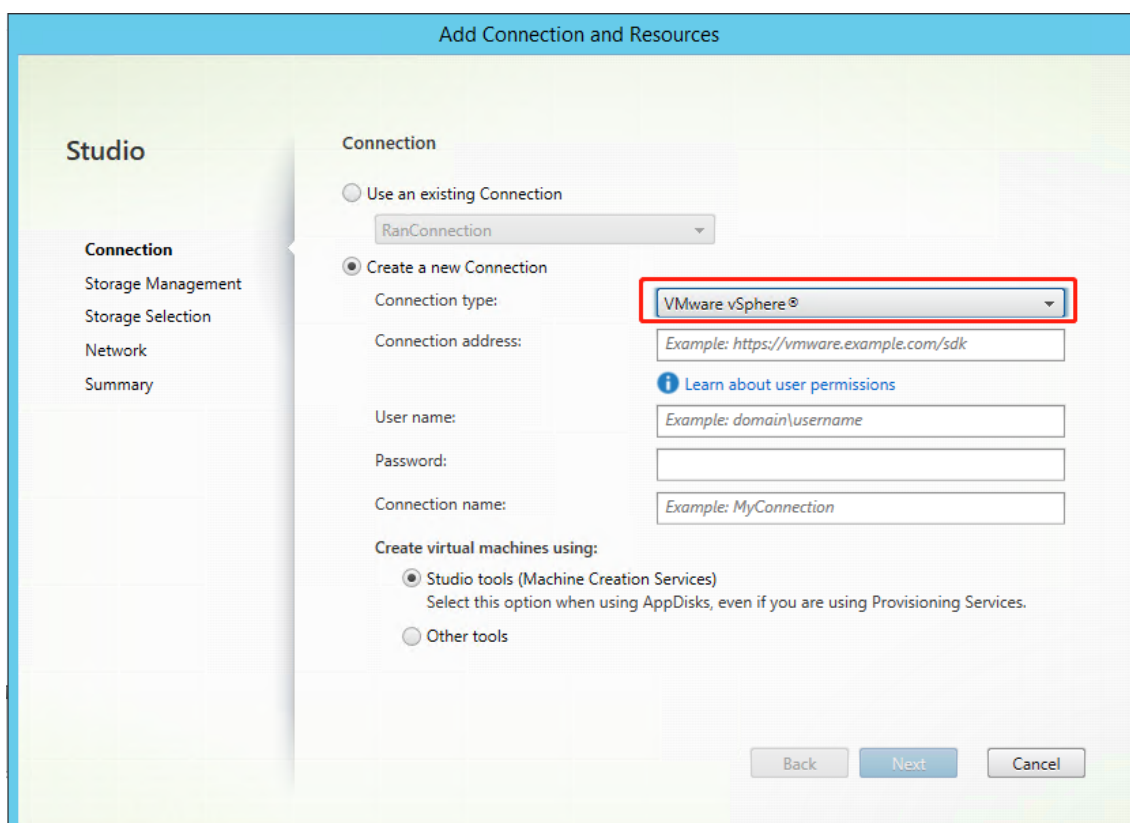 Add Connection and Resources
Studio
Connection
Storage Management
Storage Selection
Network
Summary
Connection
Use an existing Connection
RanConnection
Create a new Connection
Connection type:
VMware vSphere®
Connection address:
Example: https://vmware.example.com/sdk
Learn about user permissions
User name:
Example: domain\username
Password:
Connection name:
Example: MyConnection
Create virtual machines using:
Studio tools (Machine Creation Services)
Select this option when using AppDisks, even if you are using Provisioning Services.
Other tools
Back
Next
Cancel